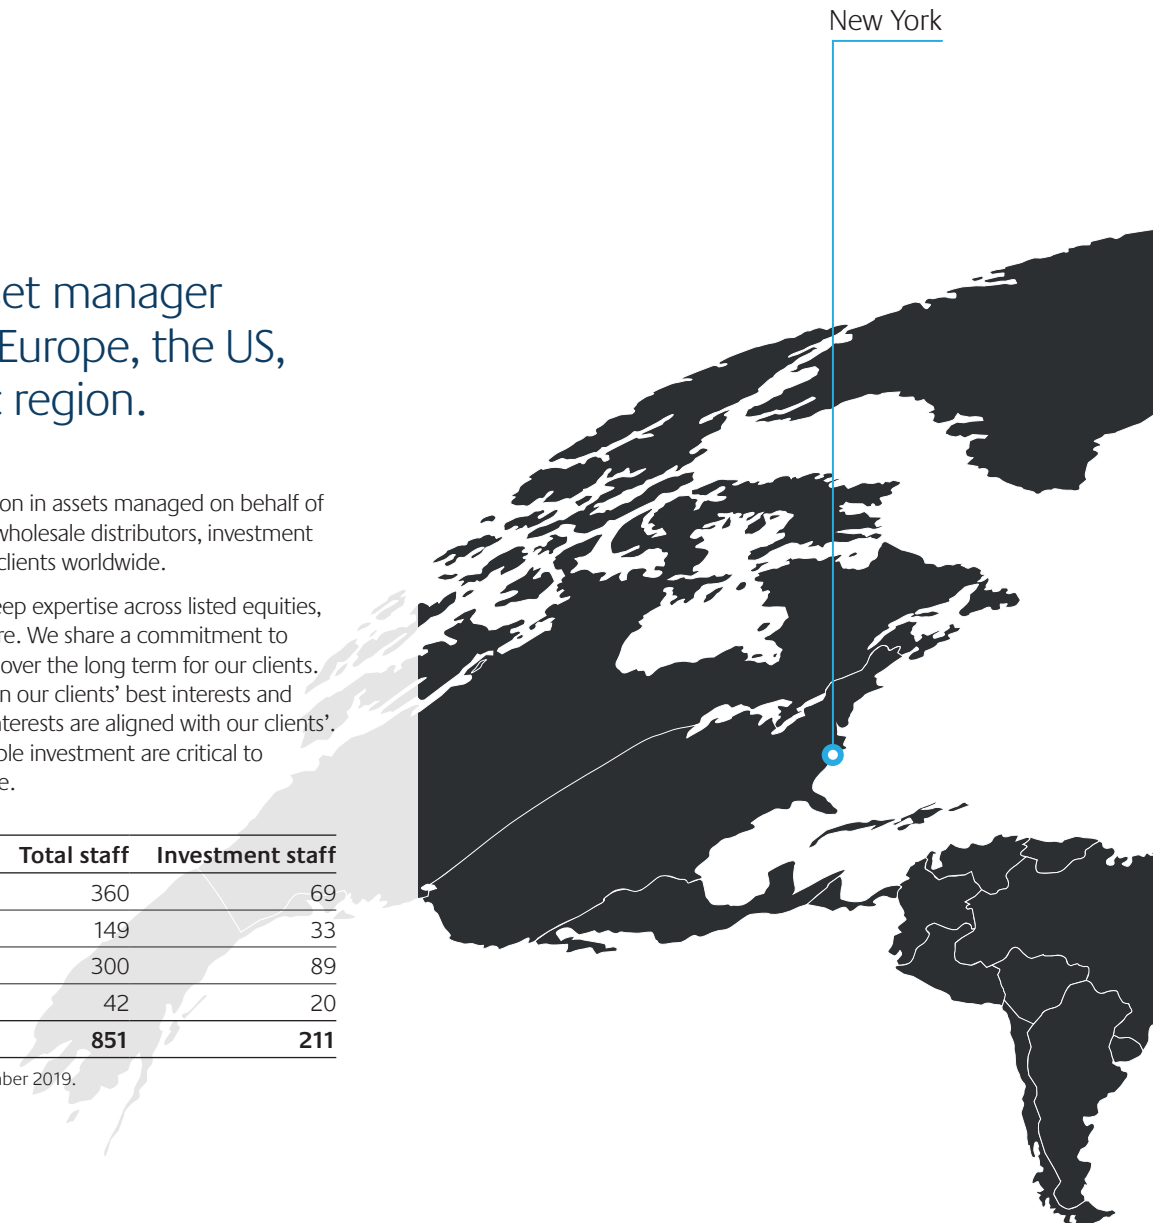 New York
et manager
Europe, the US,
region.
on in assets managed on behalf of
wholesale distributors, investment
clients worldwide.
eep expertise across listed equities,
re. We share a commitment to
over the long term for our clients.
n our clients’ best interests and
nterests are aligned with our clients’.
ble investment are critical to
e.
Total staff Investment staff
360 69
149 33
300 89
42 20
851 211
ber 2019.